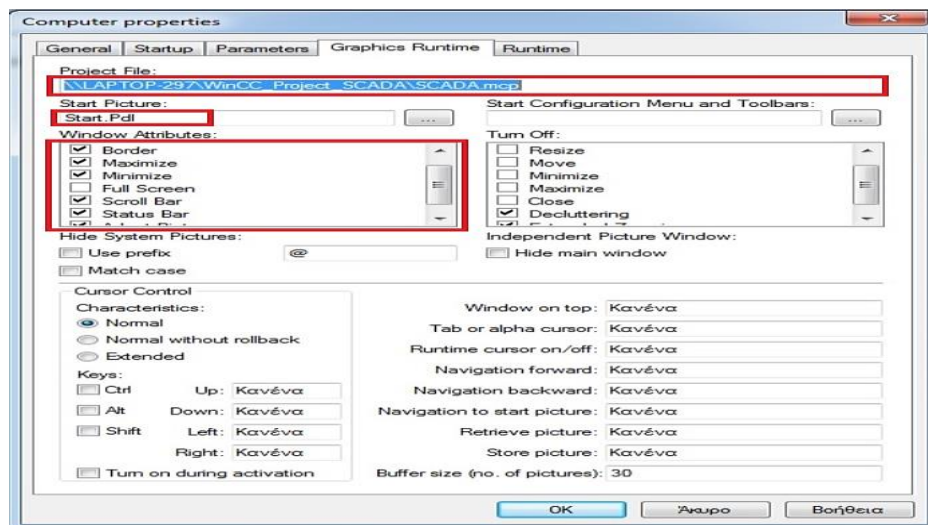 Computer properties
General Startup Parameters Graphics Runtime Runtime
Project File:
\\LAPTOP-297\WinCC_Project_SCADA\SCADA.mcp
Start Picture: Start Configuration Menu and Toolbars:
Start.Pdl ... ...
Window Attributes: Turn Off:
Border Resize
Maximize Move
Minimize Minimize
Full Screen Maximize
Scroll Bar Close
Status Bar Decluttering
Hide System Pictures: Independent Picture Window:
Use prefix @ Hide main window
Match case
Cursor Control
Characteristics: Window on top: Κανένα
Normal Tab or alpha cursor: Κανένα
Normal without rollback Runtime cursor on/off: Κανένα
Extended Navigation forward: Κανένα
Keys:
Ctrl Up: Κανένα Navigation backward: Κανένα
Alt Down: Κανένα Navigation to start picture: Κανένα
Shift Left: Κανένα Retrieve picture: Κανένα
Right: Κανένα Store picture: Κανένα
Turn on during activation Buffer size (no. of pictures): 30
OK Άκυρο Βοήθεια